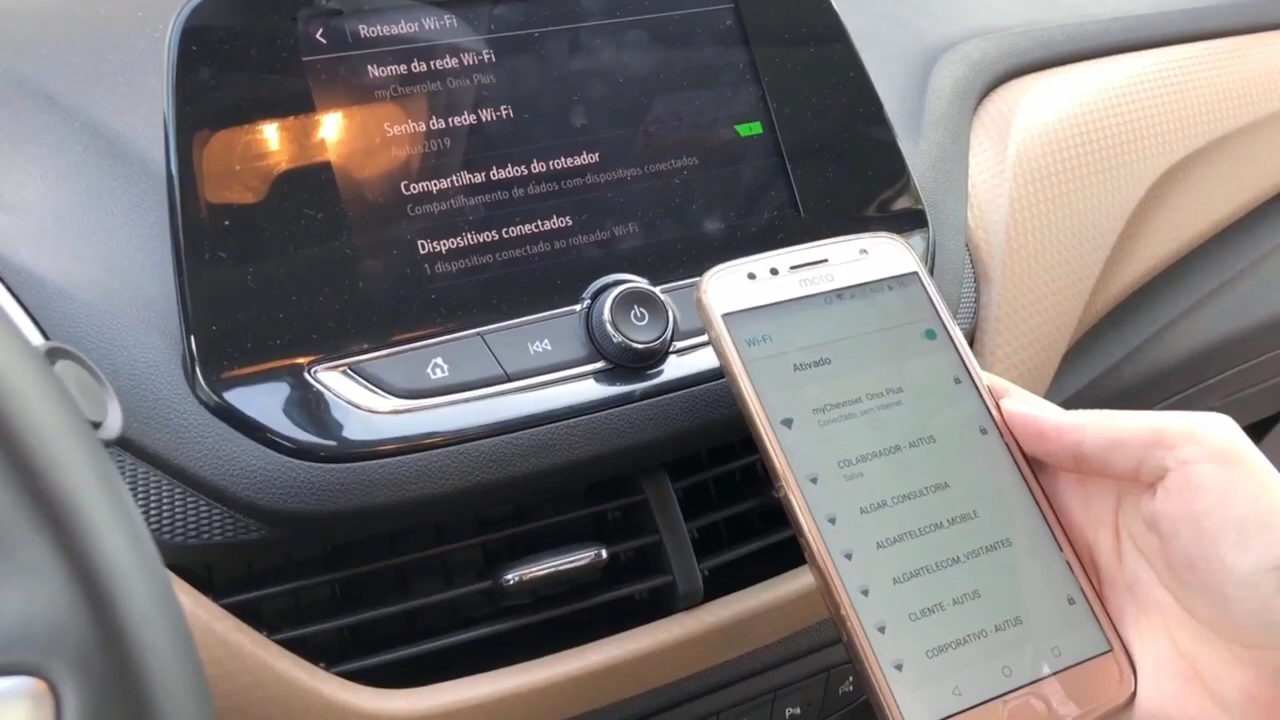 Roteador Wi-Fi
Nome da rede Wi-Fi
myChevrolet Onix Plus
Senha da rede Wi-Fi
Autus2019
Compartilhar dados do roteador
Compartilhamento de dados com dispositivos conectados
Dispositivos conectados
1 dispositivo conectado ao roteador Wi-Fi
moto
Wi-Fi
Ativado
myChevrolet Onix Plus
Conectado, sem Internet
COLABORADOR - AUTUS
Salva
ALGAR_CONSULTORIA
ALGARTELECOM_MOBILE
ALGARTELECOM_VISITANTES
CLIENTE - AUTUS
CORPORATIVO - AUTUS